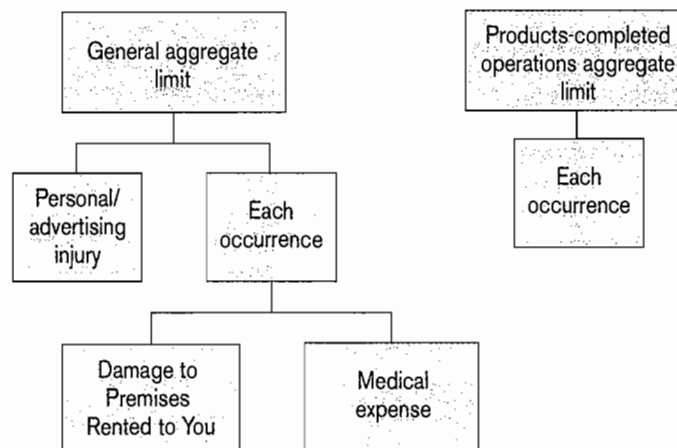 General aggregate
limit
Products-completed
operations aggregate
limit
Personal/
advertising
injury
Each
occurrence
Each
occurrence
Damage to
Premises
Rented to You
Medical
expense